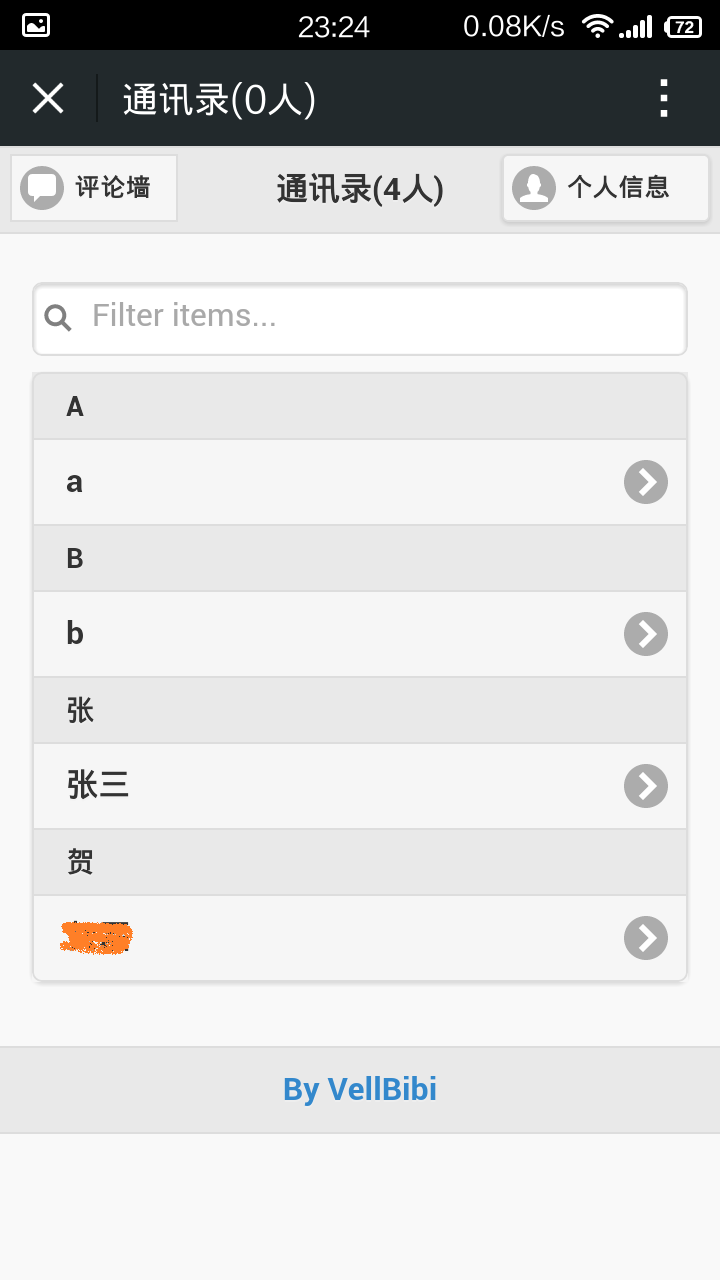 23:24 0.08K/s 72
通讯录(0人)
评论墙 通讯录(4人) 个人信息
Filter items...
A
a
B
b
张
张三
贺
By VellBibi